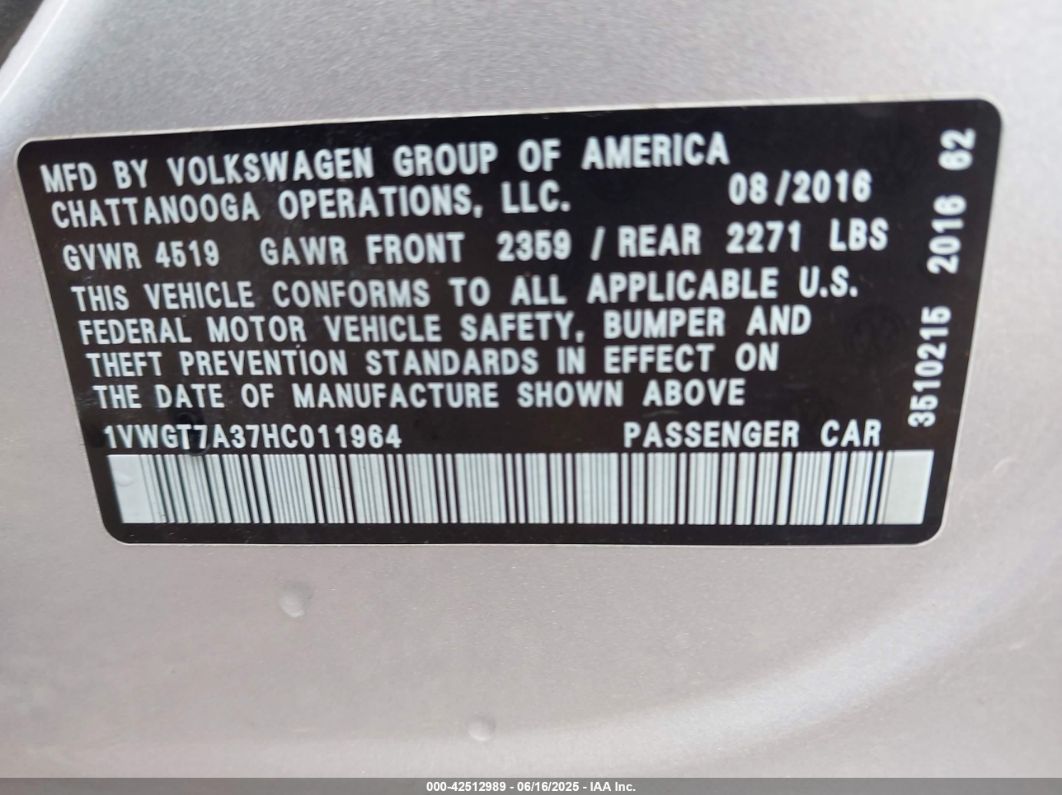 MFD BY VOLKSWAGEN GROUP OF AMERICA
CHATTANOOGA OPERATIONS, LLC. 08/2016
GVWR 4519 GAWR FRONT 2359 / REAR 2271 LBS
THIS VEHICLE CONFORMS TO ALL APPLICABLE U.S.
FEDERAL MOTOR VEHICLE SAFETY, BUMPER AND
THEFT PREVENTION STANDARDS IN EFFECT ON
THE DATE OF MANUFACTURE SHOWN ABOVE
1VWGT7A37HC011964 PASSENGER CAR
35102215 2016 62
000-42512989 - 06/16/2025 - IAA Inc.